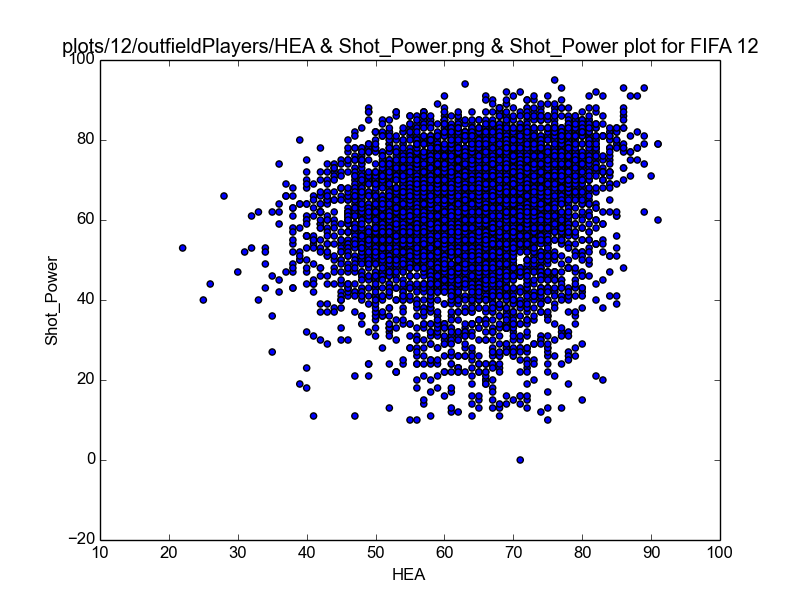 plots/12/outfieldPlayers/HEA & Shot_Power.png & Shot_Power plot for FIFA 12
100
80
60
40
20
0
−20
Shot_Power
10 20 30 40 50 60 70 80 90 100
HEA